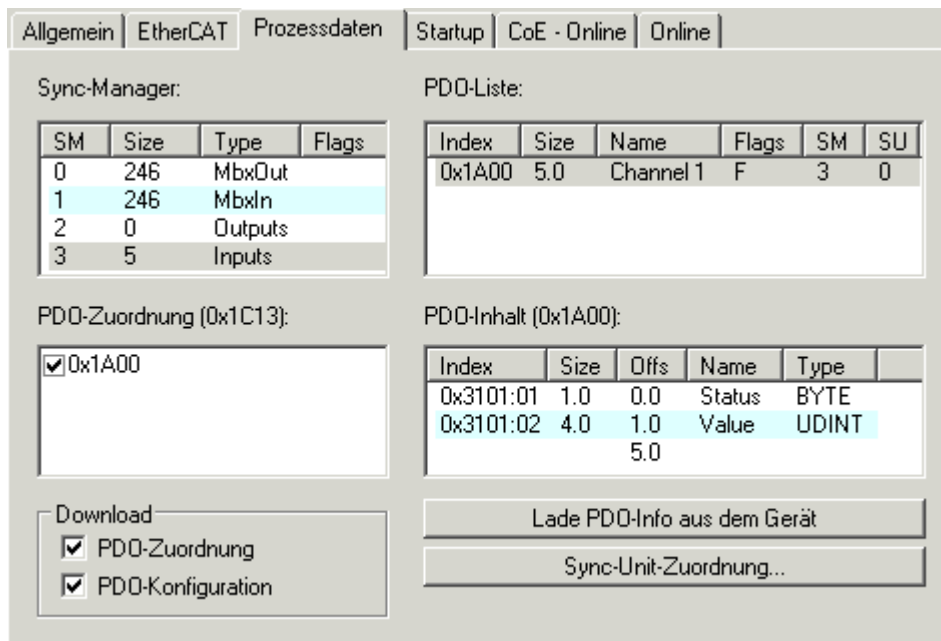 Allgemein EtherCAT Prozessdaten Startup CoE - Online Online
Sync-Manager:
SM Size Type Flags
0 246 MbxOut
1 246 MbxIn
2 0 Outputs
3 5 Inputs
PDO-Liste:
Index Size Name Flags SM SU
0x1A00 5.0 Channel 1 F 3 0
PDO-Zuordnung (0x1C13):
0x1A00
PDO-Inhalt (0x1A00):
Index Size Offs Name Type
0x3101:01 1.0 0.0 Status BYTE
0x3101:02 4.0 1.0 Value UDINT
5.0
Download
PDO-Zuordnung
PDO-Konfiguration
Lade PDO-Info aus dem Gerät
Sync-Unit-Zuordnung...